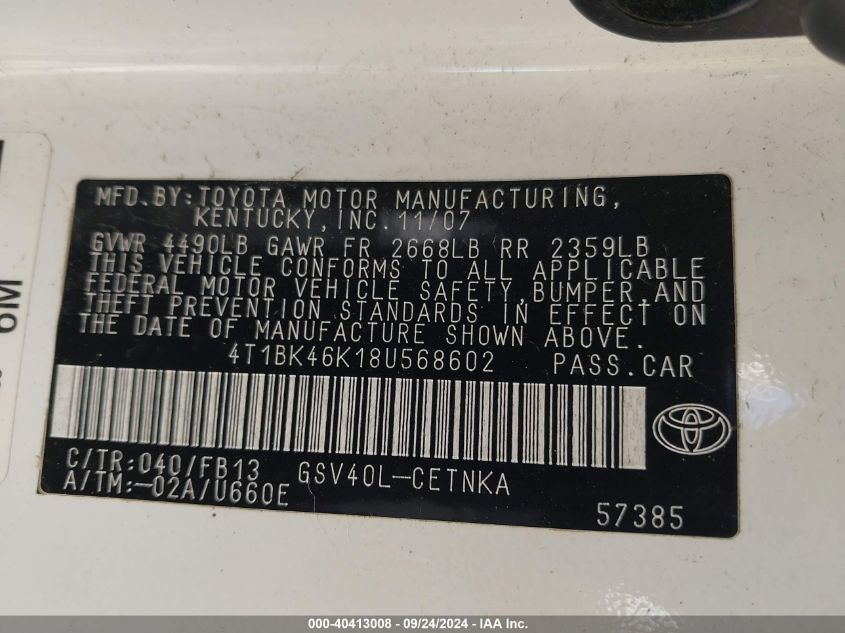 MFD.BY:TOYOTA MOTOR MANUFACTURING,
KENTUCKY,INC. 11/07
GVWR 4490LB GAWR FR 2668LB RR 2359LB
THIS VEHICLE CONFORMS TO ALL APPLICABLE
FEDERAL MOTOR VEHICLE SAFETY,BUMPER,AND
THEFT PREVENTION STANDARDS IN EFFECT ON
THE DATE OF MANUFACTURE SHOWN ABOVE.
4T1BK46K18U568602 PASS.CAR
C/TR:040/FB13 GSV40L-CETNKA
A/TM:-02A/U660E
57385
000-40413008 - 09/24/2024 - IAA Inc.